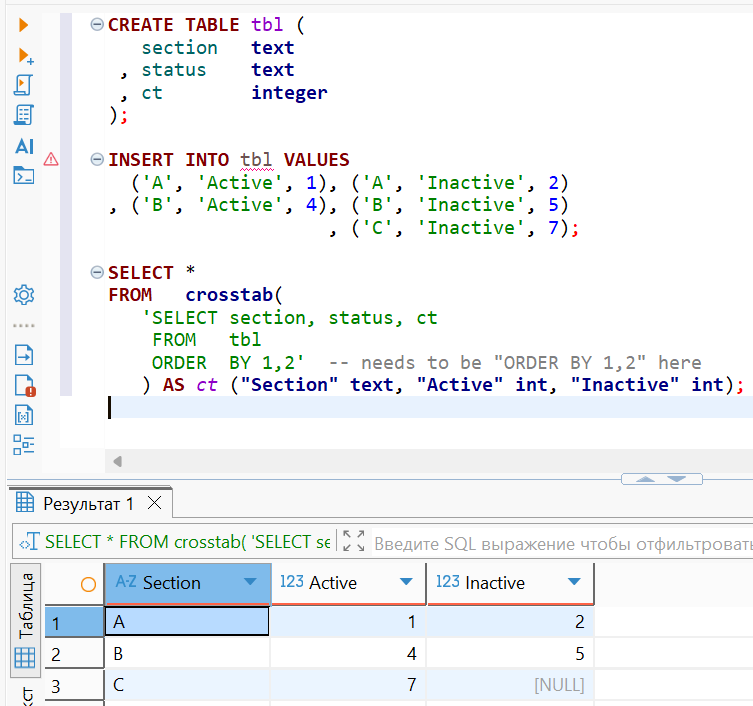 CREATE TABLE tbl (
section text
, status text
, ct integer
);
AI
INSERT INTO tbl VALUES
('A', 'Active', 1), ('A', 'Inactive', 2)
, ('B', 'Active', 4), ('B', 'Inactive', 5)
, ('C', 'Inactive', 7);
SELECT *
FROM crosstab(
'SELECT section, status, ct
FROM tbl
ORDER BY 1,2' -- needs to be "ORDER BY 1,2" here
) AS ct ("Section" text, "Active" int, "Inactive" int);
Результат 1
SELECT * FROM crosstab( 'SELECT se
Введите SQL выражение чтобы отфильтровать
Таблица
A-Z Section 123 Active 123 Inactive
1 A 1 2
2 B 4 5
3 C 7 [NULL]